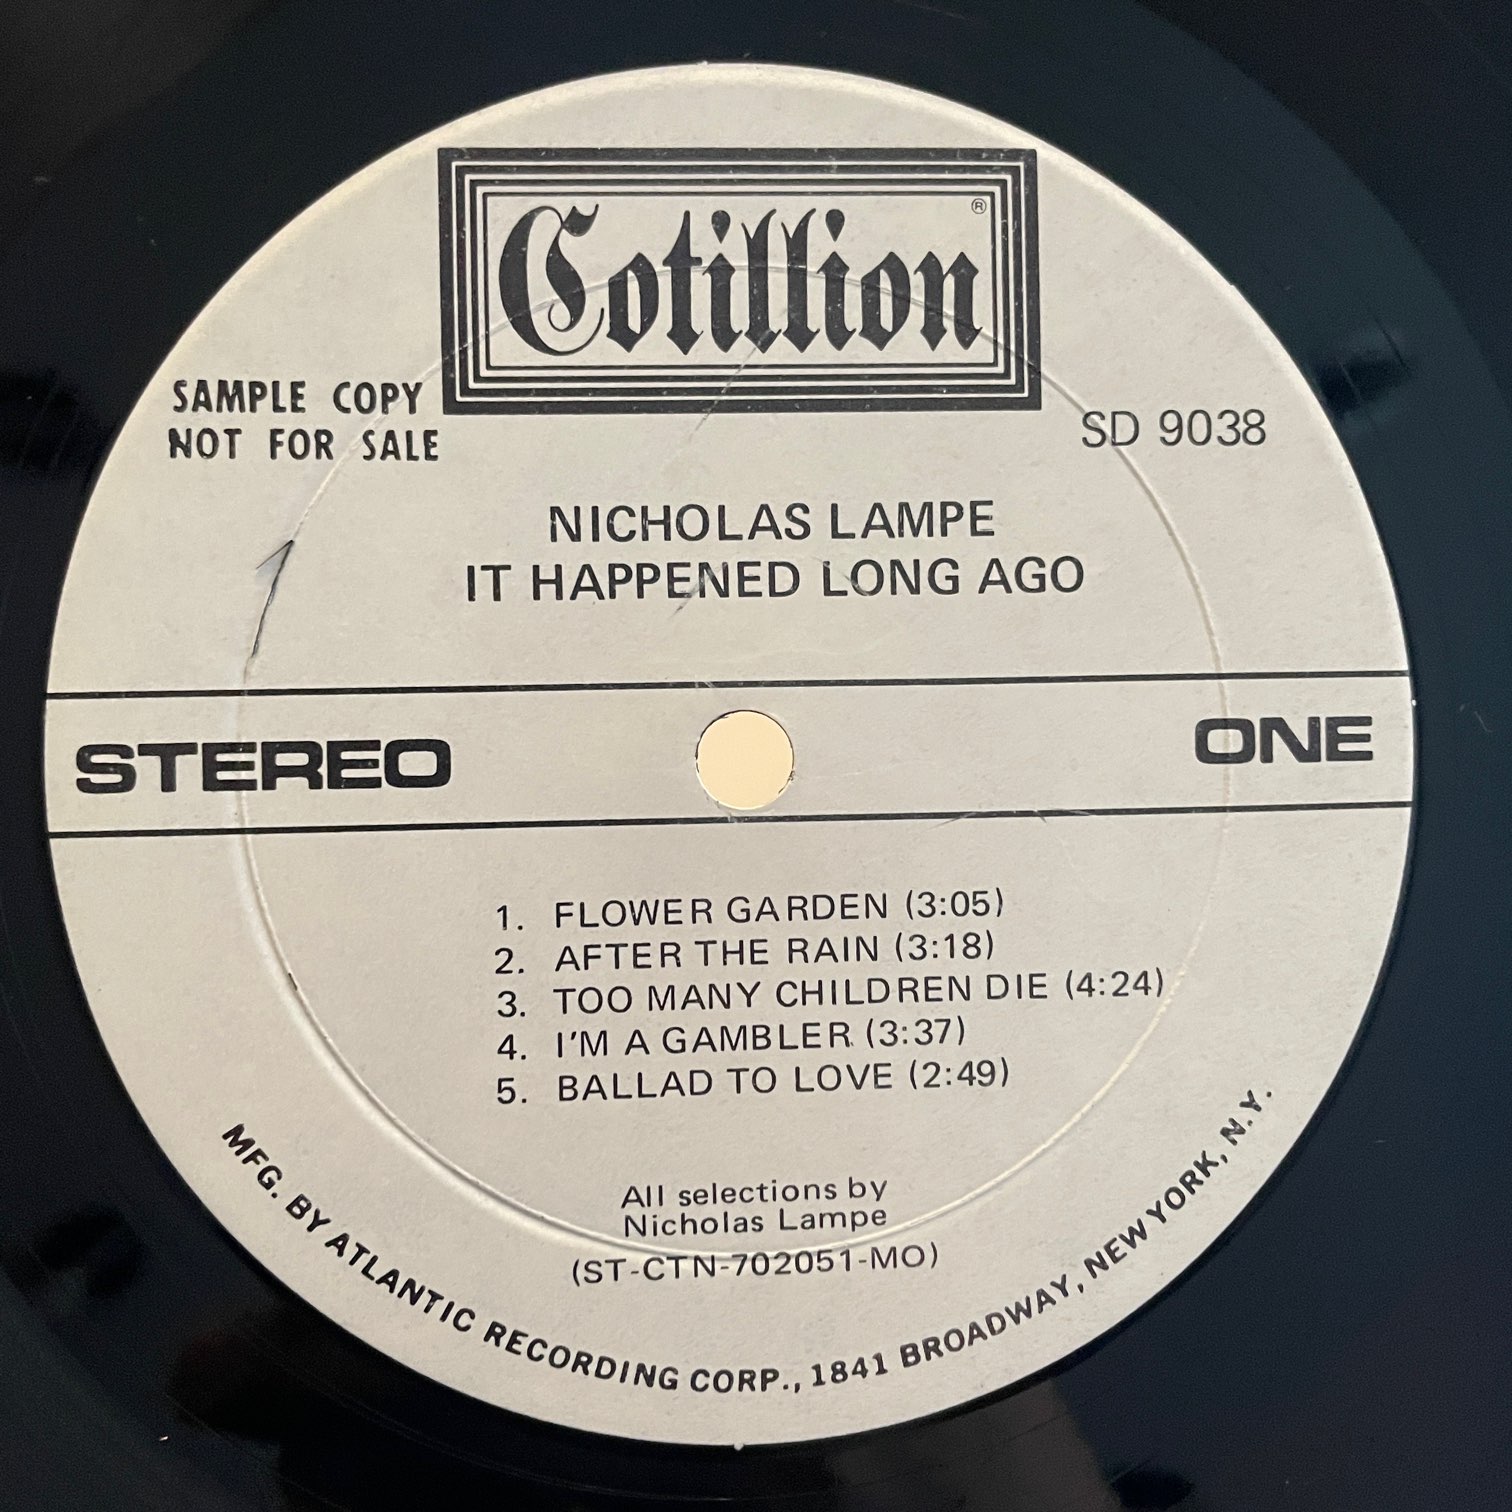 Cotillion ®
SAMPLE COPY
NOT FOR SALE
SD 9038
NICHOLAS LAMPE
IT HAPPENED LONG AGO
STEREO
ONE
1. FLOWER GARDEN (3:05)
2. AFTER THE RAIN (3:18)
3. TOO MANY CHILDREN DIE (4:24)
4. I'M A GAMBLER (3:37)
5. BALLAD TO LOVE (2:49)
All selections by
Nicholas Lampe
(ST-CTN-702051-MO)
MFG. BY ATLANTIC RECORDING CORP., 1841 BROADWAY, NEW YORK, N.Y.